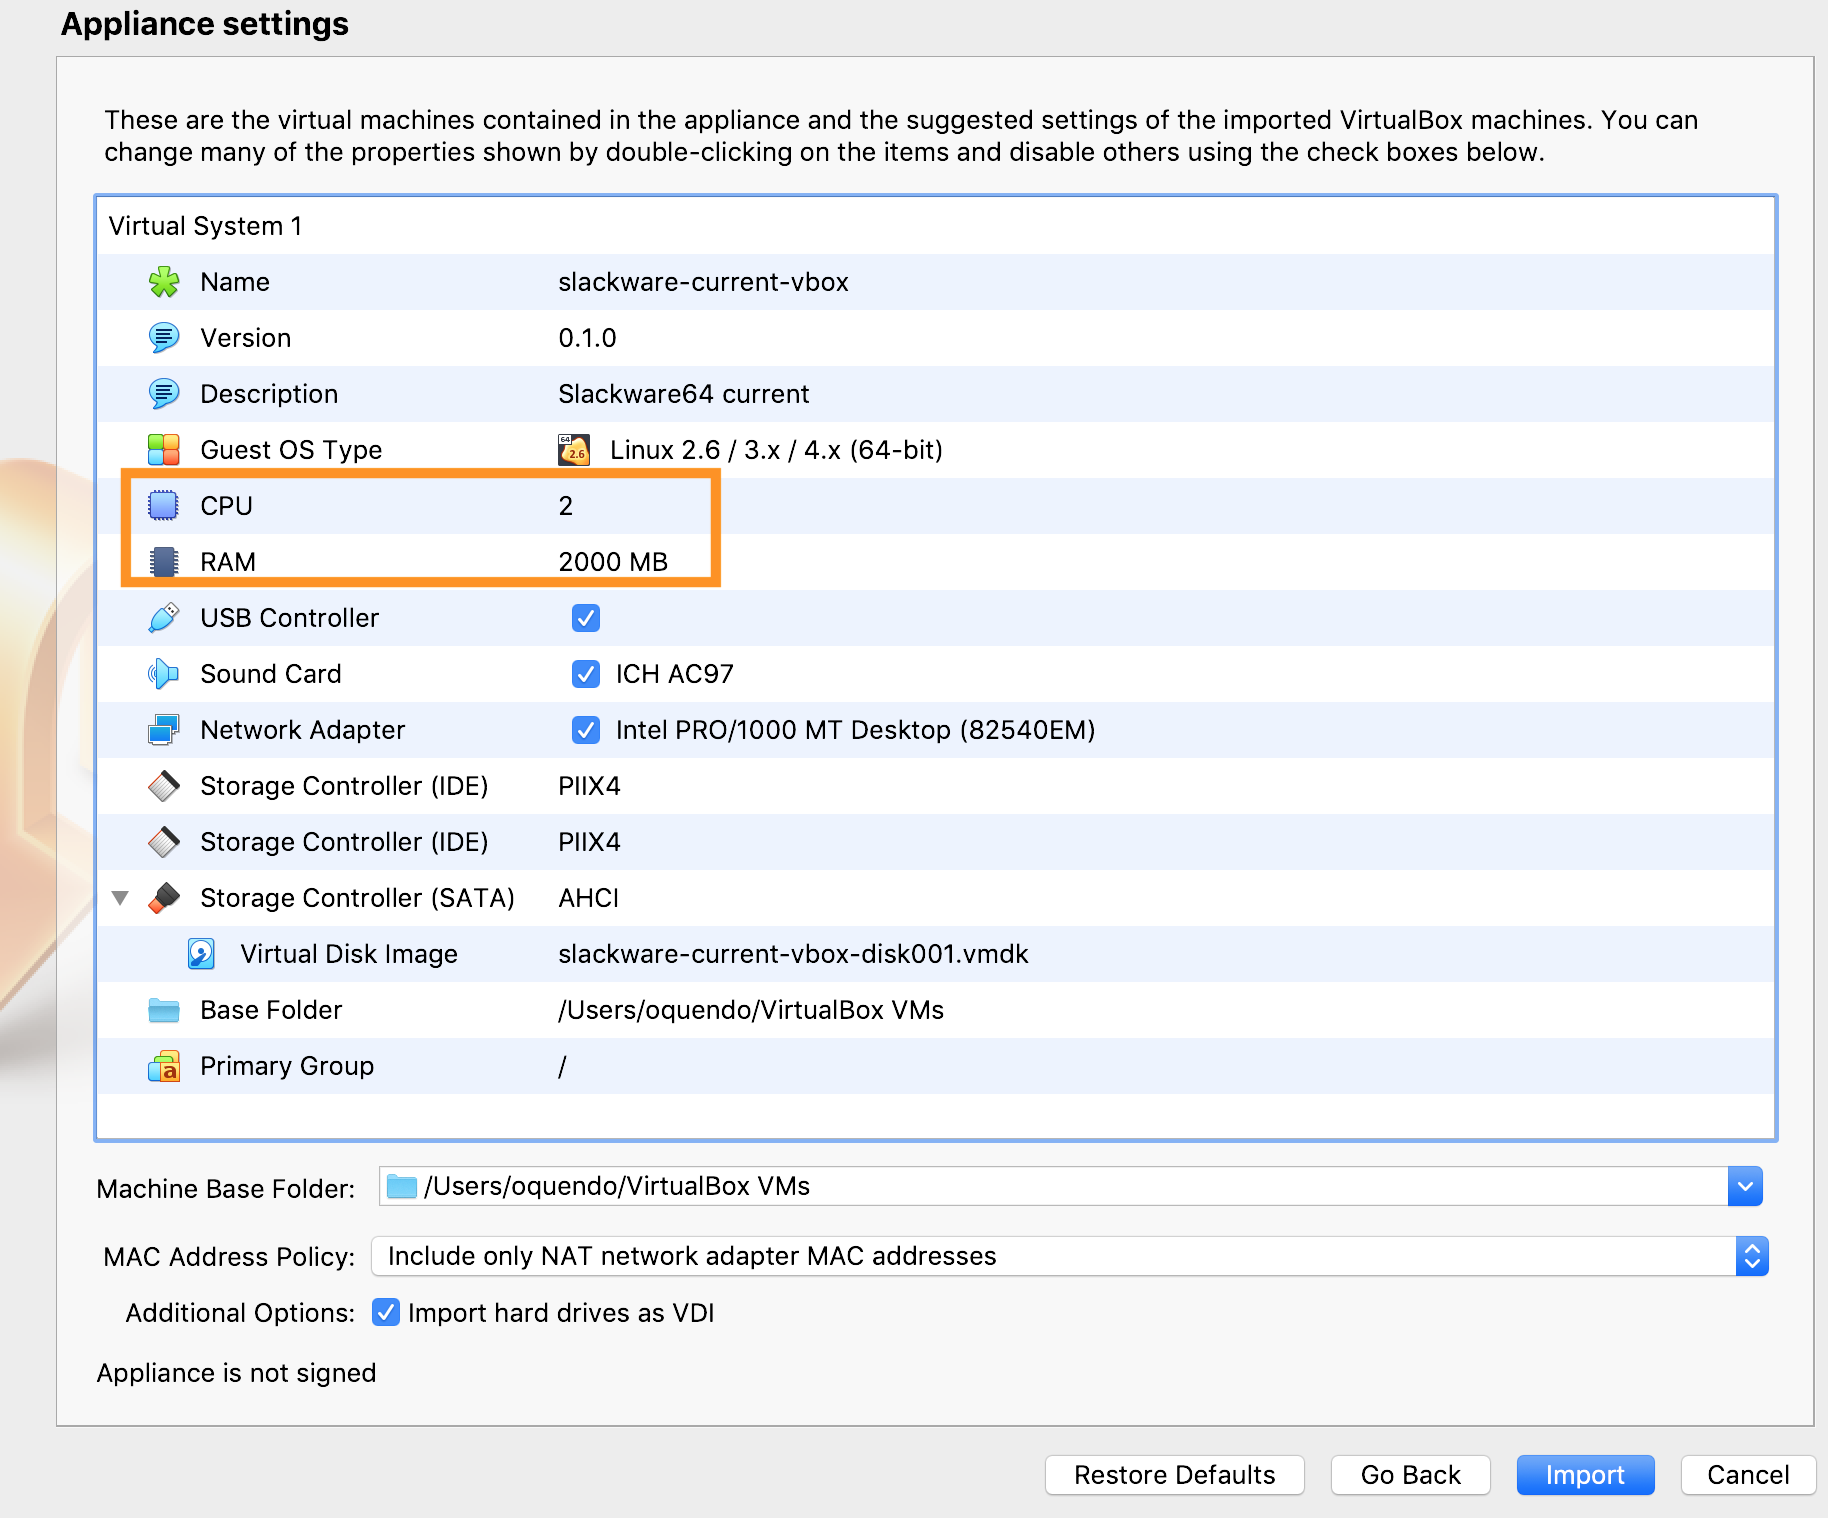 Appliance settings
These are the virtual machines contained in the appliance and the suggested settings of the imported VirtualBox machines. You can
change many of the properties shown by double-clicking on the items and disable others using the check boxes below.
Virtual System 1
Name slackware-current-vbox
Version 0.1.0
Description Slackware64 current
Guest OS Type 64 2.6 Linux 2.6 / 3.x / 4.x (64-bit)
CPU 2
RAM 2000 MB
USB Controller
Sound Card ICH AC97
Network Adapter Intel PRO/1000 MT Desktop (82540EM)
Storage Controller (IDE) PIIX4
Storage Controller (IDE) PIIX4
Storage Controller (SATA) AHCI
Virtual Disk Image slackware-current-vbox-disk001.vmdk
Base Folder /Users/oquendo/VirtualBox VMs
a Primary Group /
Machine Base Folder: /Users/oquendo/VirtualBox VMs
MAC Address Policy: Include only NAT network adapter MAC addresses
Additional Options: Import hard drives as VDI
Appliance is not signed
Restore Defaults Go Back Import Cancel